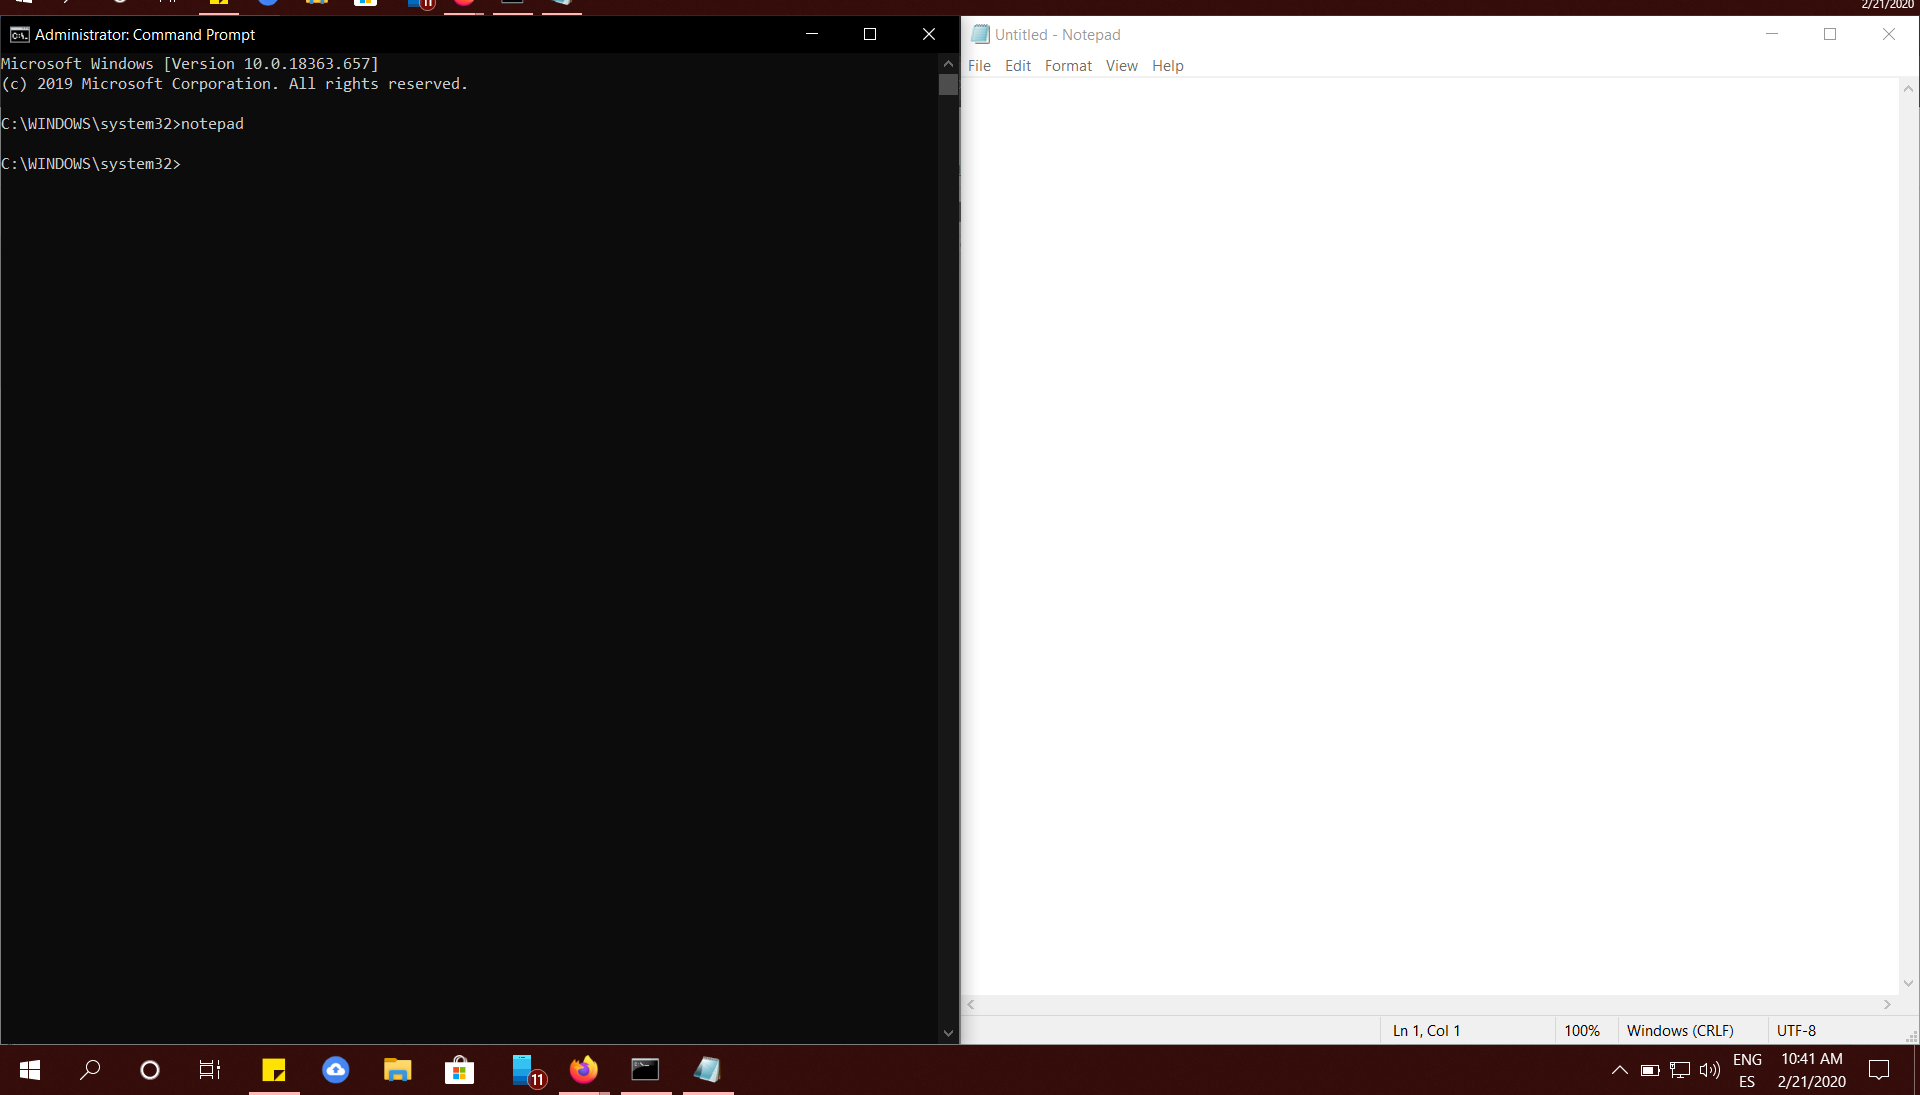 11
2/21/2020
Administrator: Command Prompt
Microsoft Windows [Version 10.0.18363.657]
(c) 2019 Microsoft Corporation. All rights reserved.
C:\WINDOWS\system32>notepad
C:\WINDOWS\system32>
Untitled - Notepad
File Edit Format View Help
Ln 1, Col 1 100% Windows (CRLF) UTF-8
11
ENG
ES
10:41 AM
2/21/2020